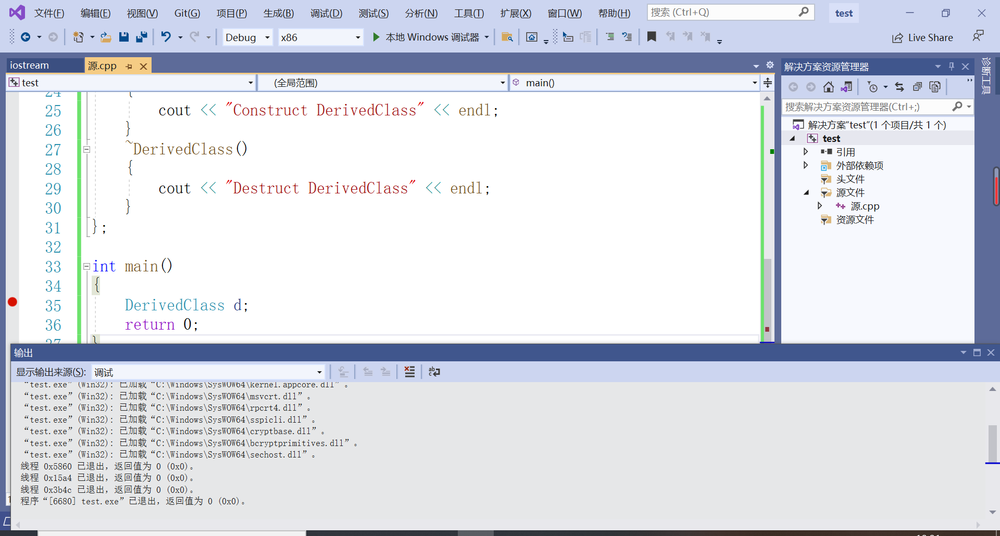 文件(F) 编辑(E) 视图(V) Git(G) 项目(P) 生成(B) 调试(D) 测试(S) 分析(N) 工具(T) 扩展(X) 窗口(W) 帮助(H) 搜索 (Ctrl+Q) test
Debug x86 本地 Windows 调试器 Live Share
iostream 源.cpp
test (全局范围) main()
24 {
25 cout << "Construct DerivedClass" << endl;
26 }
27 ~DerivedClass()
28 {
29 cout << "Destruct DerivedClass" << endl;
30 }
31 };
32
33 int main()
34 {
35 DerivedClass d;
36 return 0;
37 }
解决方案资源管理器
搜索解决方案资源管理器(Ctrl+;)
解决方案"test"(1 个项目/共 1 个)
test
引用
外部依赖项
头文件
源文件
源.cpp
资源文件
诊断工具
输出
显示输出来源(S): 调试
“test.exe”(Win32): 已加载“C:\Windows\SysWOW64\kernel.appcore.dll”。
“test.exe”(Win32): 已加载“C:\Windows\SysWOW64\msvcrt.dll”。
“test.exe”(Win32): 已加载“C:\Windows\SysWOW64\rpcrt4.dll”。
“test.exe”(Win32): 已加载“C:\Windows\SysWOW64\sspicli.dll”。
“test.exe”(Win32): 已加载“C:\Windows\SysWOW64\cryptbase.dll”。
“test.exe”(Win32): 已加载“C:\Windows\SysWOW64\bcryptprimitives.dll”。
“test.exe”(Win32): 已加载“C:\Windows\SysWOW64\sechost.dll”。
线程 0x5860 已退出，返回值为 0 (0x0)。
线程 0x15a4 已退出，返回值为 0 (0x0)。
线程 0x3b4c 已退出，返回值为 0 (0x0)。
程序“[6680] test.exe”已退出，返回值为 0 (0x0)。